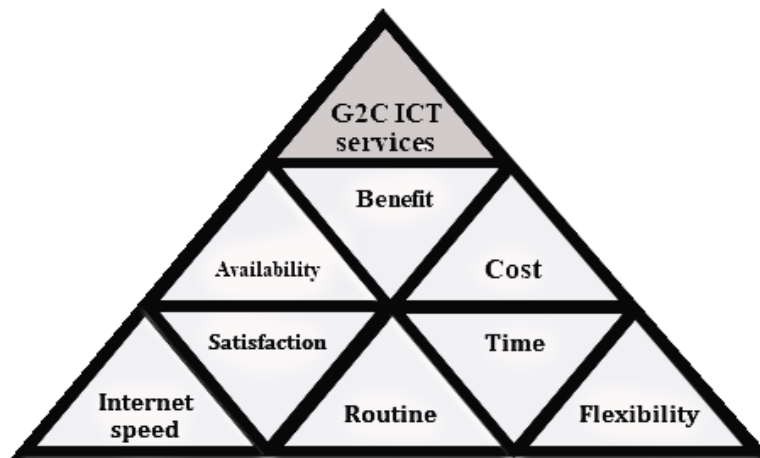 G2C ICT
services
Benefit
Availability
Cost
Satisfaction
Time
Internet
speed
Routine
Flexibility